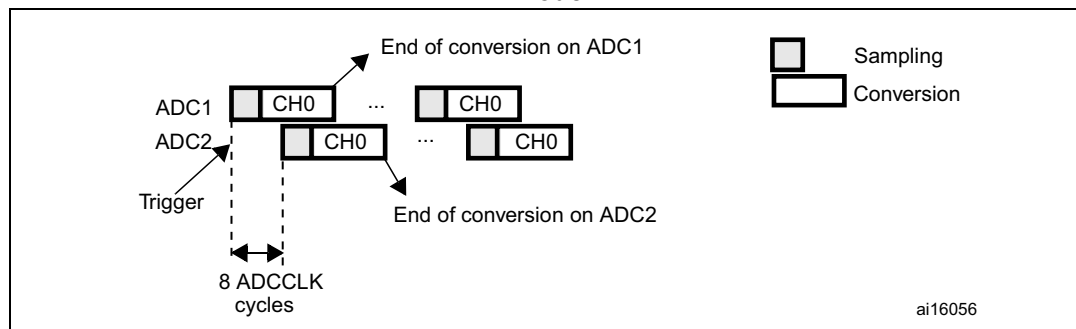 End of conversion on ADC1
Sampling
Conversion
ADC1
CH0
...
CH0
ADC2
CH0
...
CH0
Trigger
End of conversion on ADC2
8 ADCCLK
cycles
ai16056